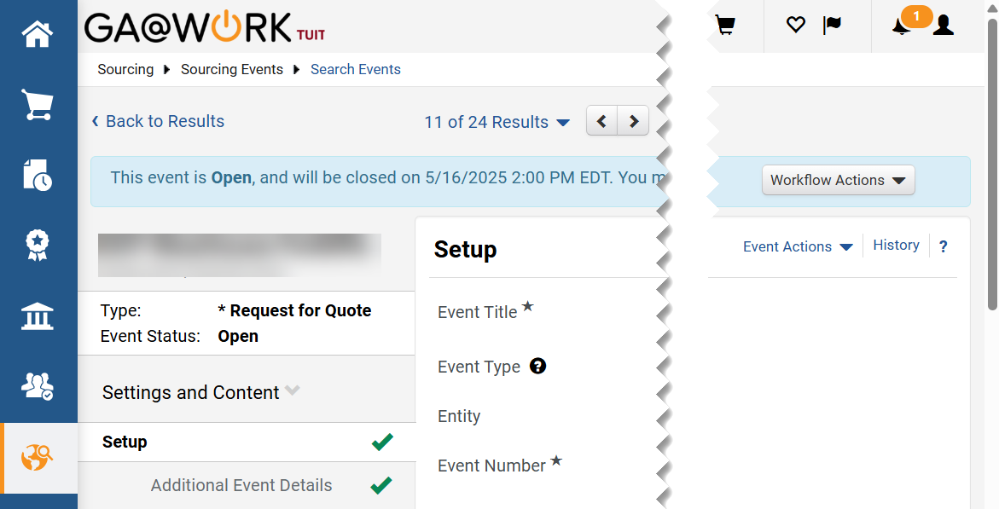 GA@WORK TUIT
1
Sourcing Sourcing Events Search Events
Back to Results
11 of 24 Results
This event is Open, and will be closed on 5/16/2025 2:00 PM EDT. You
Workflow Actions
Setup
Event Actions History ?
Type: * Request for Quote
Event Status: Open
Event Title ★
Event Type ?
Settings and Content
Entity
Setup
Event Number ★
Additional Event Details